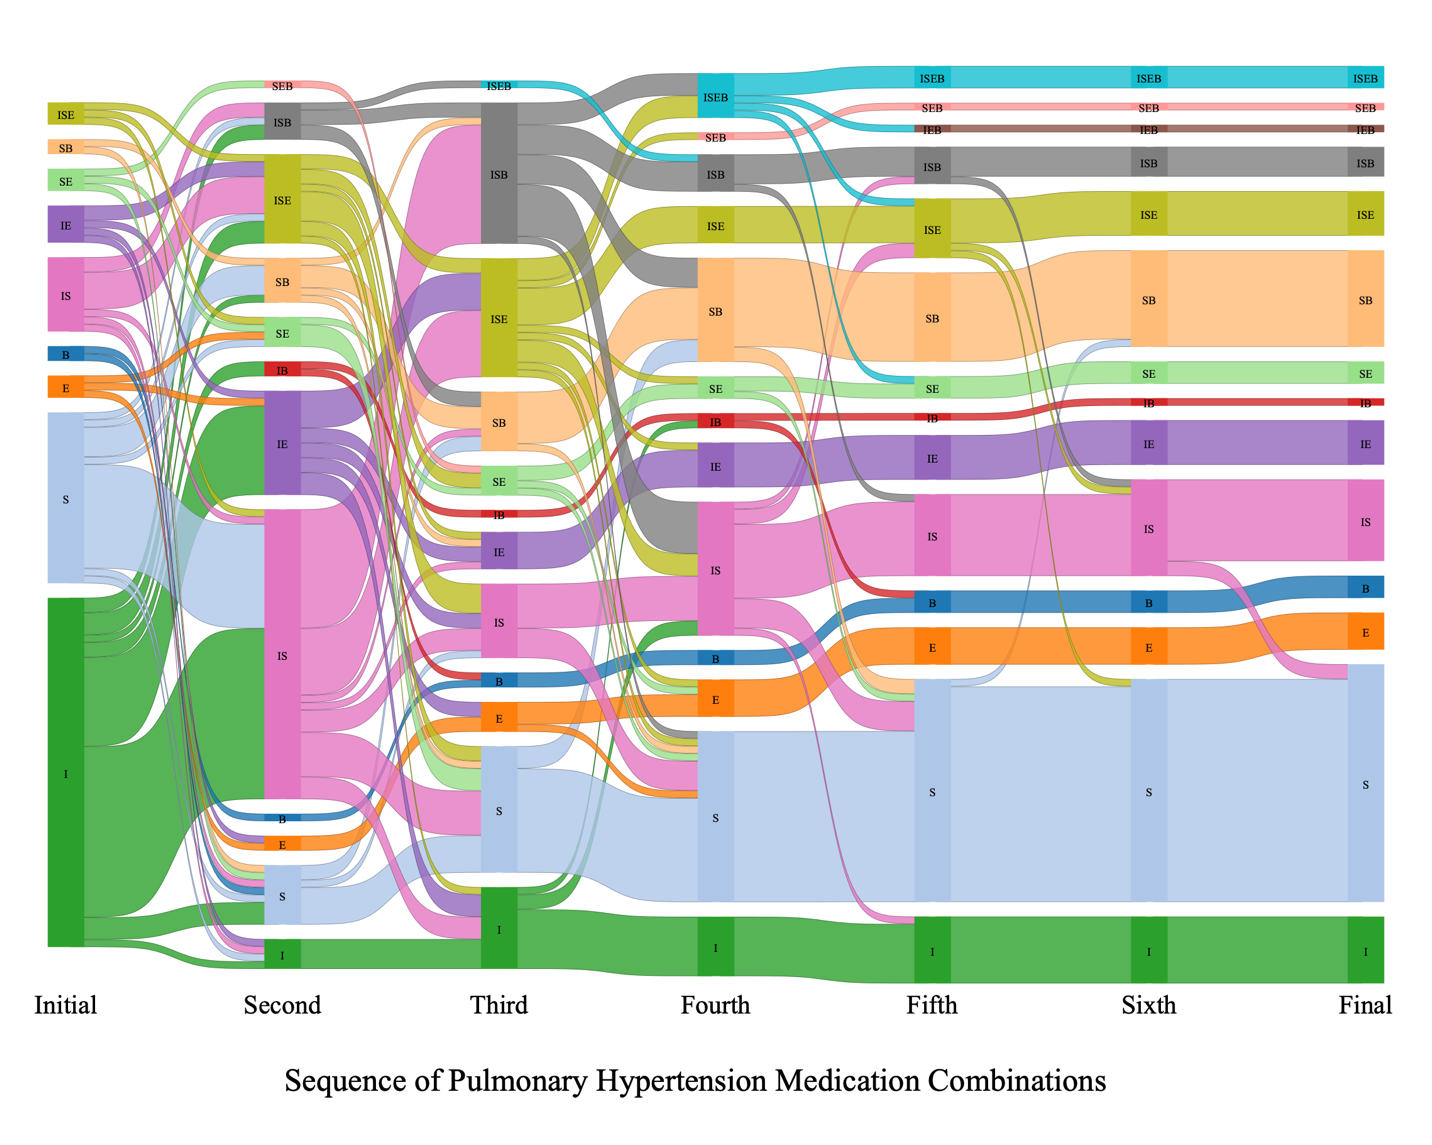 ISE
SB
SE
IE
IS
B
E
S
I
SEB
ISB
ISE
SB
SE
IB
IE
IS
B
E
S
I
ISEB
ISB
ISE
SB
SE
IB
IE
IS
B
E
S
I
ISEB
SEB
ISB
ISE
SB
SE
IB
IE
IS
B
E
S
I
ISEB
SEB
IEB
ISB
ISE
SB
SE
IB
IE
IS
B
E
S
I
ISEB
SEB
IEB
ISB
ISE
SB
SE
IB
IE
IS
B
E
S
I
ISEB
SEB
IEB
ISB
ISE
SB
SE
IB
IE
IS
B
E
S
I
Initial Second Third Fourth Fifth Sixth Final
Sequence of Pulmonary Hypertension Medication Combinations